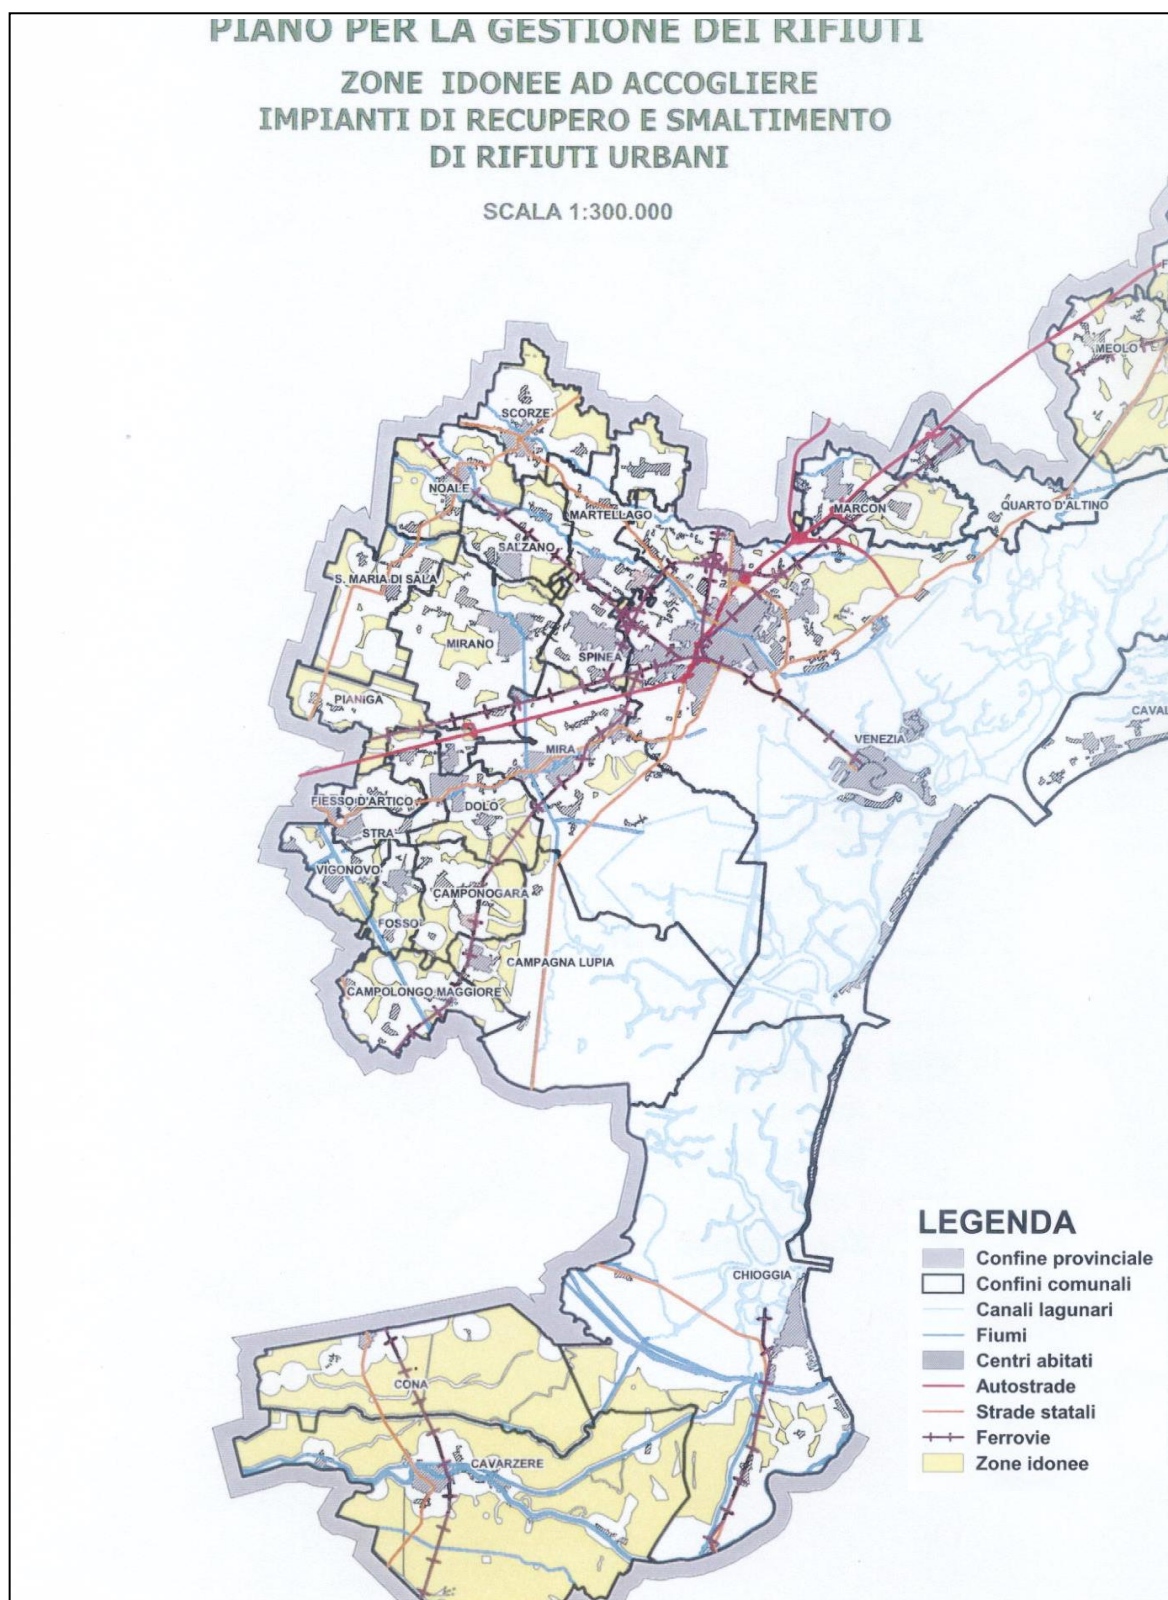 PIANO PER LA GESTIONE DEI RIFIUTI
ZONE IDONEE AD ACCOGLIERE
IMPIANTI DI RECUPERO E SMALTIMENTO
DI RIFIUTI URBANI
SCALA 1:300.000
MEOLO
SCORZE'
NOALE
MARTELLAGO
MARCON
QUARTO D'ALTINO
SALZANO
S. MARIA DI SALA
MIRANO
SPINEA
PIANIGA
CAVAL
VENEZIA
MIRA
FIESSO D'ARTICO
DOLO
STRA
VIGONOVO
CAMPONOGARA
FOSSO'
CAMPAGNA LUPIA
CAMPOLONGO MAGGIORE
CHIOGGIA
CONA
CAVARZERE
LEGENDA
Confine provinciale
Confini comunali
Canali lagunari
Fiumi
Centri abitati
Autostrade
Strade statali
Ferrovie
Zone idonee